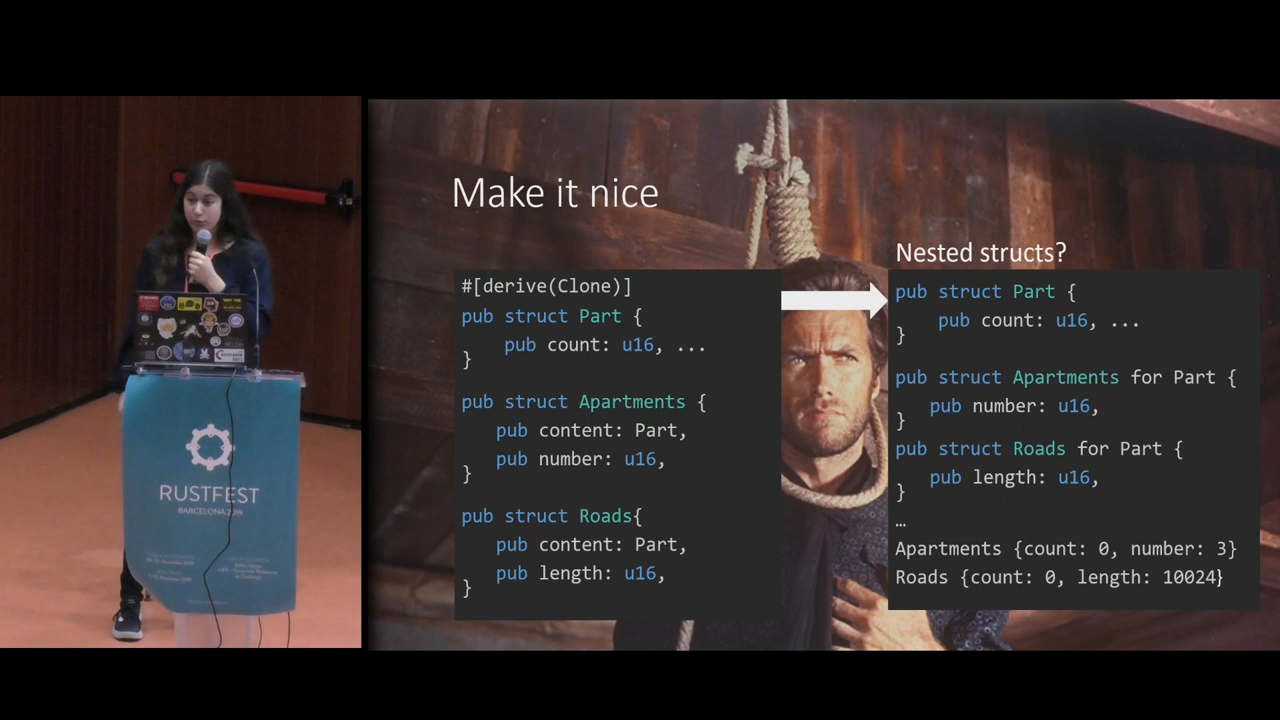 Make it nice
#[derive(Clone)]
pub struct Part {
pub count: u16, ...
}
pub struct Apartments {
pub content: Part,
pub number: u16,
}
pub struct Roads{
pub content: Part,
pub length: u16,
}
Nested structs?
pub struct Part {
pub count: u16, ...
}
pub struct Apartments for Part {
pub number: u16,
}
pub struct Roads for Part {
pub length: u16,
}
…
Apartments {count: 0, number: 3}
Roads {count: 0, length: 10024}
RUSTFEST
BARCELONA 2019